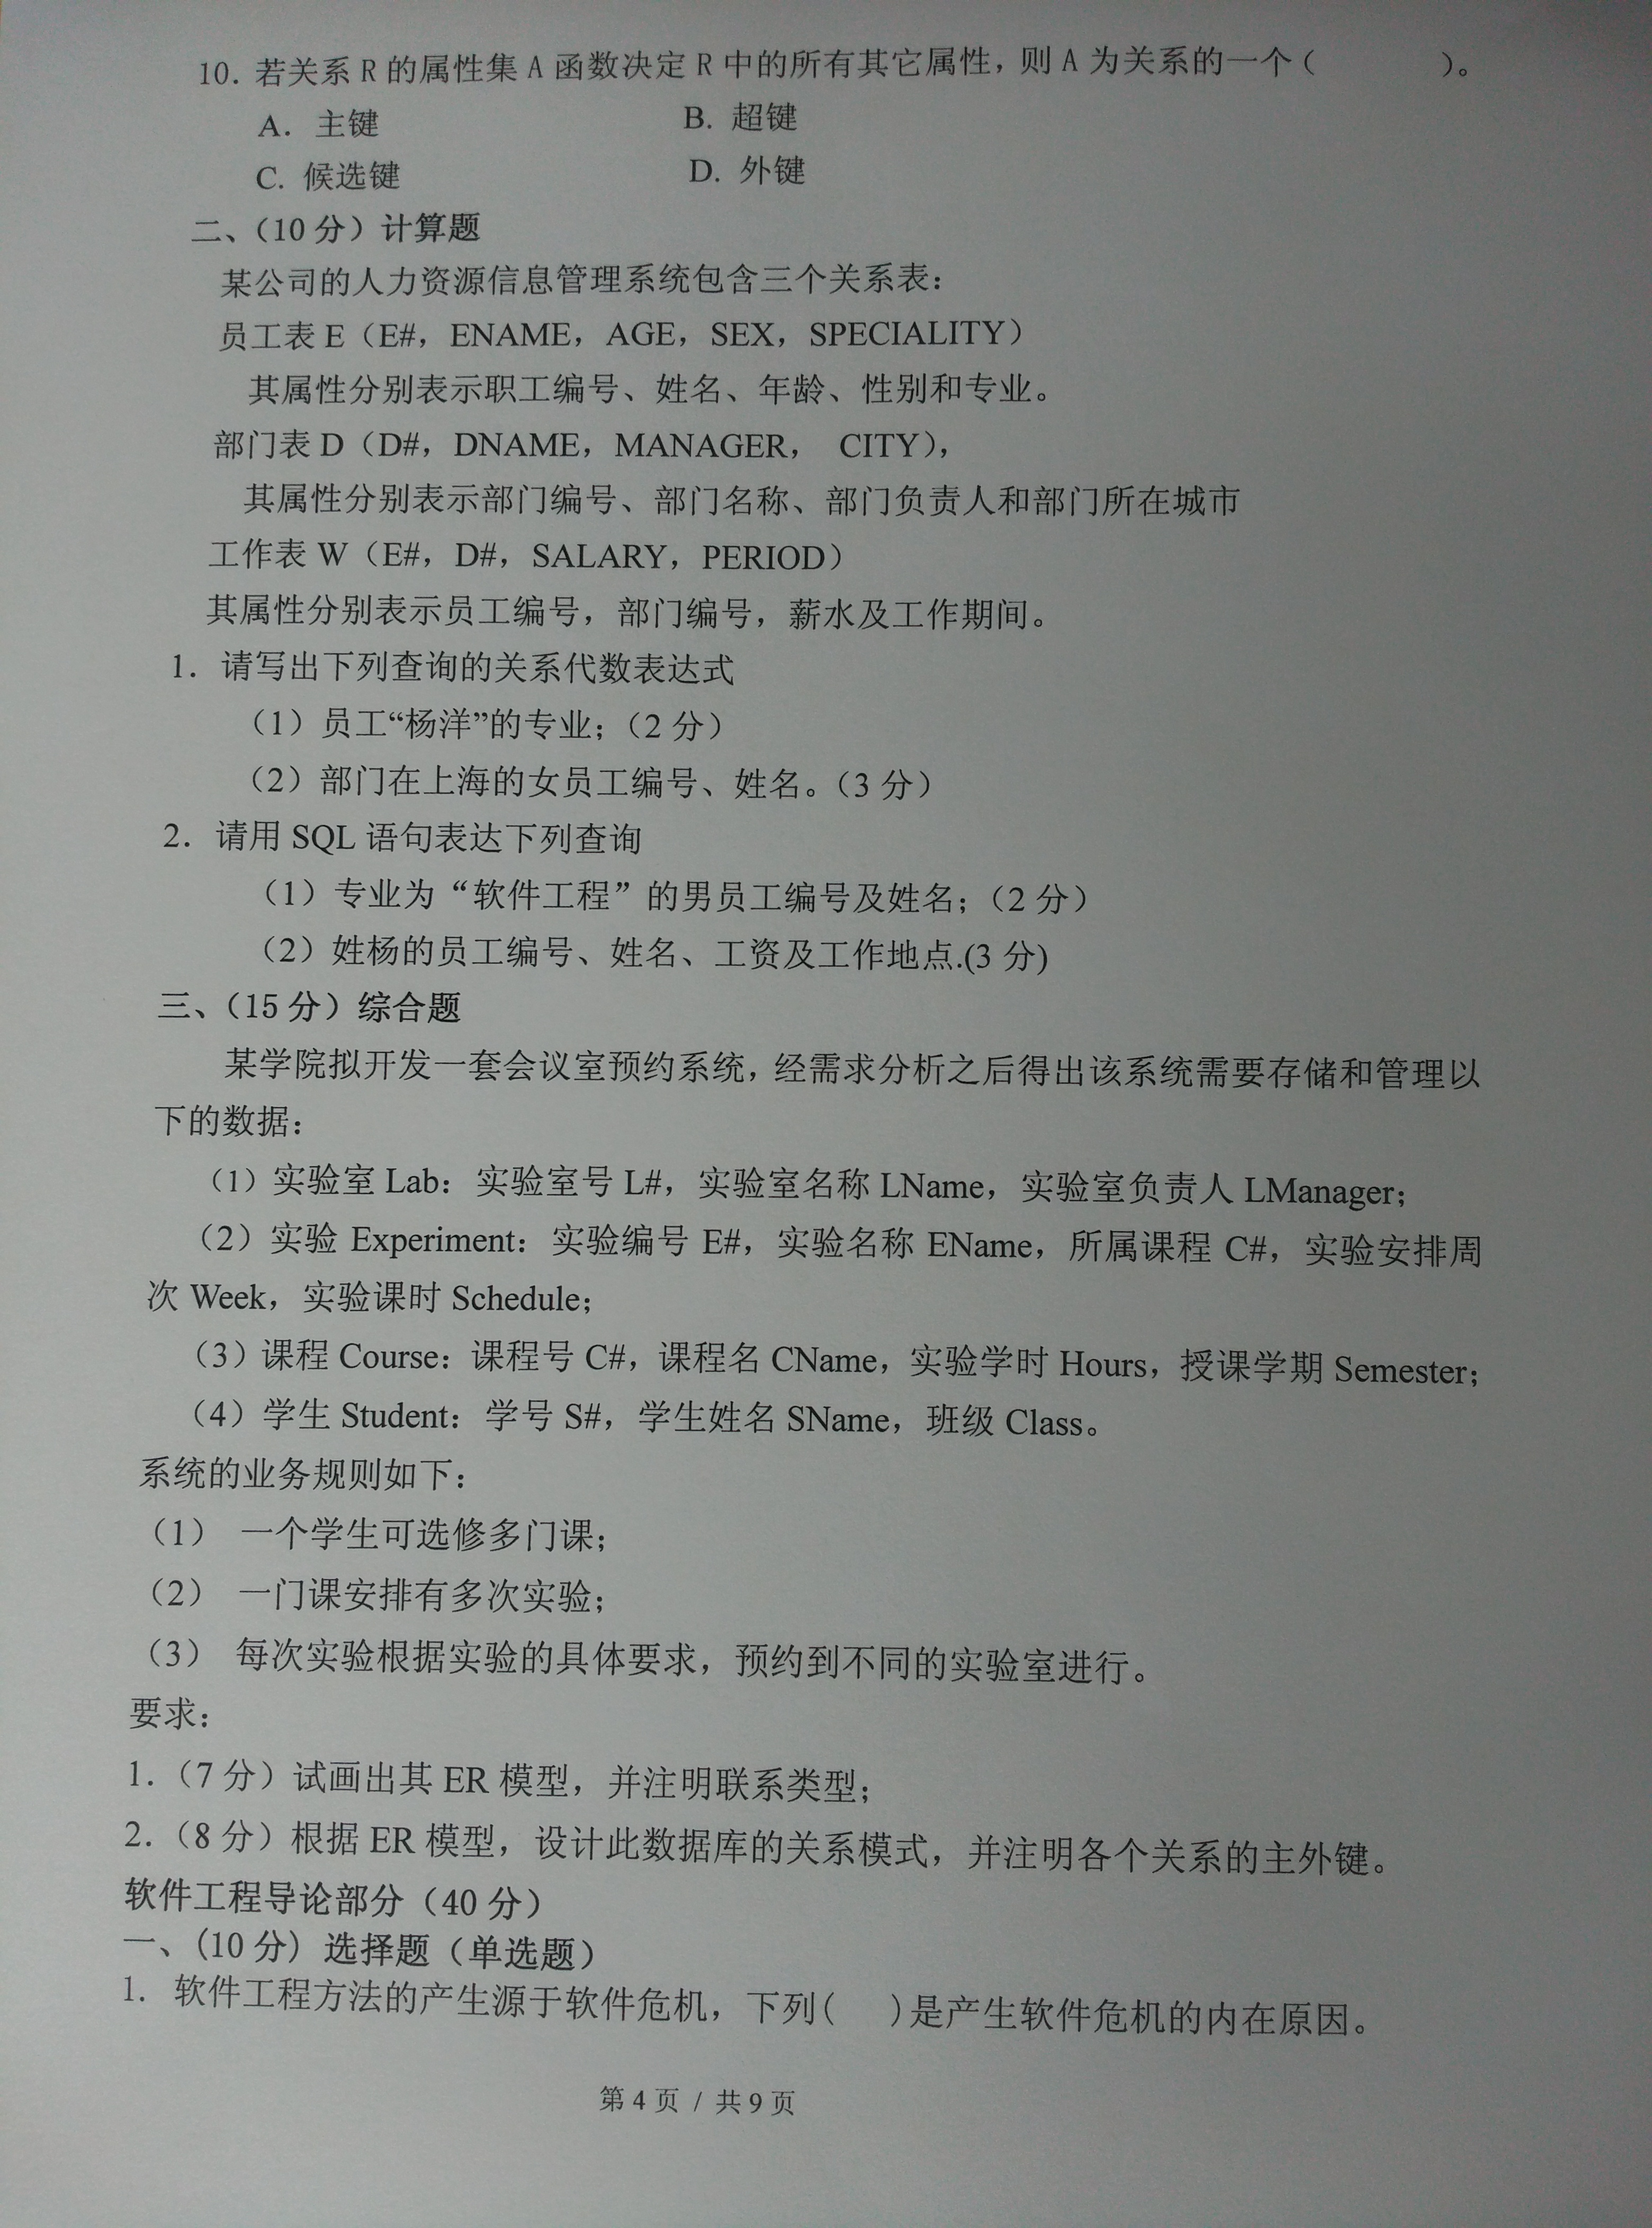 10. 若关系 R 的属性集 A 函数决定 R 中的所有其它属性，则 A 为关系的一个（ ）。
A. 主键 B. 超键
C. 候选键 D. 外键
二、（10 分）计算题
某公司的人力资源信息管理系统包含三个关系表：
员工表 E（E#，ENAME，AGE，SEX，SPECIALITY）
其属性分别表示职工编号、姓名、年龄、性别和专业。
部门表 D（D#，DNAME，MANAGER， CITY），
其属性分别表示部门编号、部门名称、部门负责人和部门所在城市
工作表 W（E#，D#，SALARY，PERIOD）
其属性分别表示员工编号，部门编号，薪水及工作期间。
1. 请写出下列查询的关系代数表达式
（1）员工“杨洋”的专业；（2 分）
（2）部门在上海的女员工编号、姓名。（3 分）
2. 请用 SQL 语句表达下列查询
（1）专业为“软件工程”的男员工编号及姓名；（2 分）
（2）姓杨的员工编号、姓名、工资及工作地点.(3 分)
三、（15 分）综合题
某学院拟开发一套会议室预约系统，经需求分析之后得出该系统需要存储和管理以
下的数据：
（1）实验室 Lab：实验室号 L#，实验室名称 LName，实验室负责人 LManager；
（2）实验 Experiment：实验编号 E#，实验名称 EName，所属课程 C#，实验安排周
次 Week，实验课时 Schedule；
（3）课程 Course：课程号 C#，课程名 CName，实验学时 Hours，授课学期 Semester；
（4）学生 Student：学号 S#，学生姓名 SName，班级 Class。
系统的业务规则如下：
（1） 一个学生可选修多门课；
（2） 一门课安排有多次实验；
（3） 每次实验根据实验的具体要求，预约到不同的实验室进行。
要求：
1.（7 分）试画出其 ER 模型，并注明联系类型；
2.（8 分）根据 ER 模型，设计此数据库的关系模式，并注明各个关系的主外键。
软件工程导论部分（40 分）
一、(10 分) 选择题（单选题）
1. 软件工程方法的产生源于软件危机，下列( )是产生软件危机的内在原因。
第 4 页 / 共 9 页